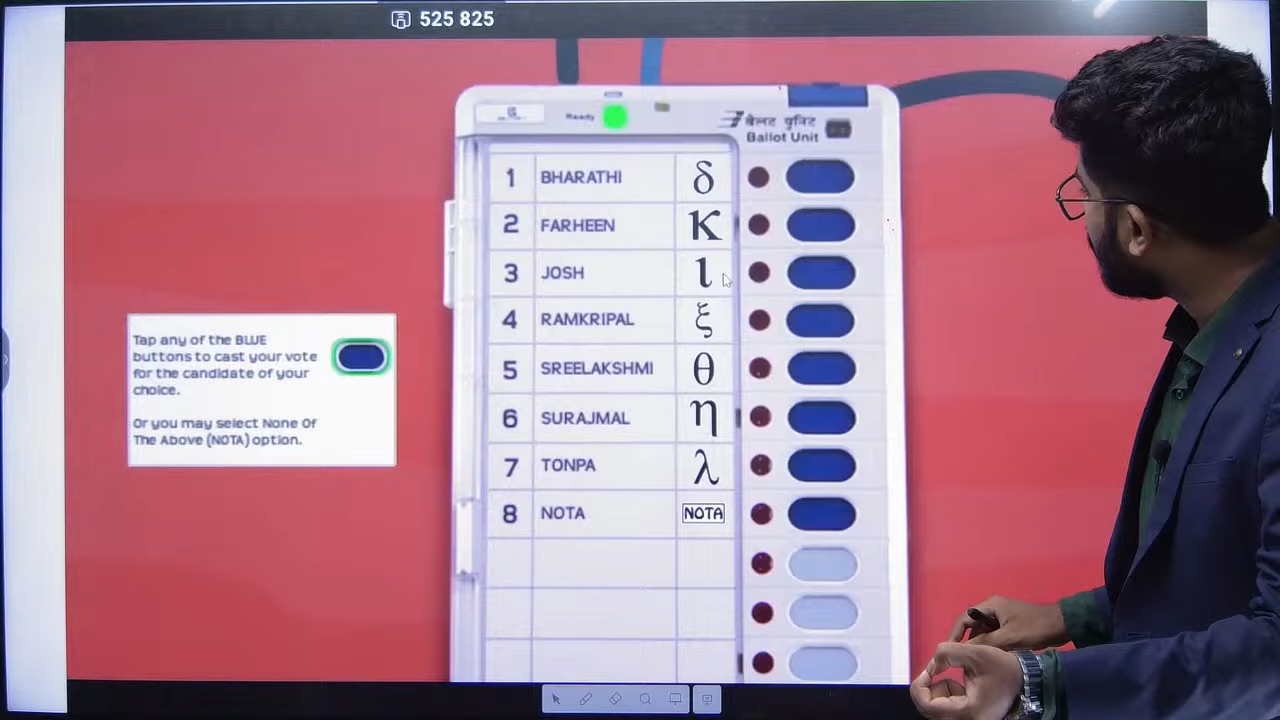 525 825
Ready
बैलट युनिट
Ballot Unit
1 BHARATHI δ
2 FARHEEN κ
3 JOSH ι
4 RAMKRIPAL ξ
5 SREELAKSHMI θ
6 SURAJMAL η
7 TONPA λ
8 NOTA NOTA
Tap any of the BLUE
buttons to cast your vote
for the candidate of your
choice.
Or you may select None Of
The Above (NOTA) option.